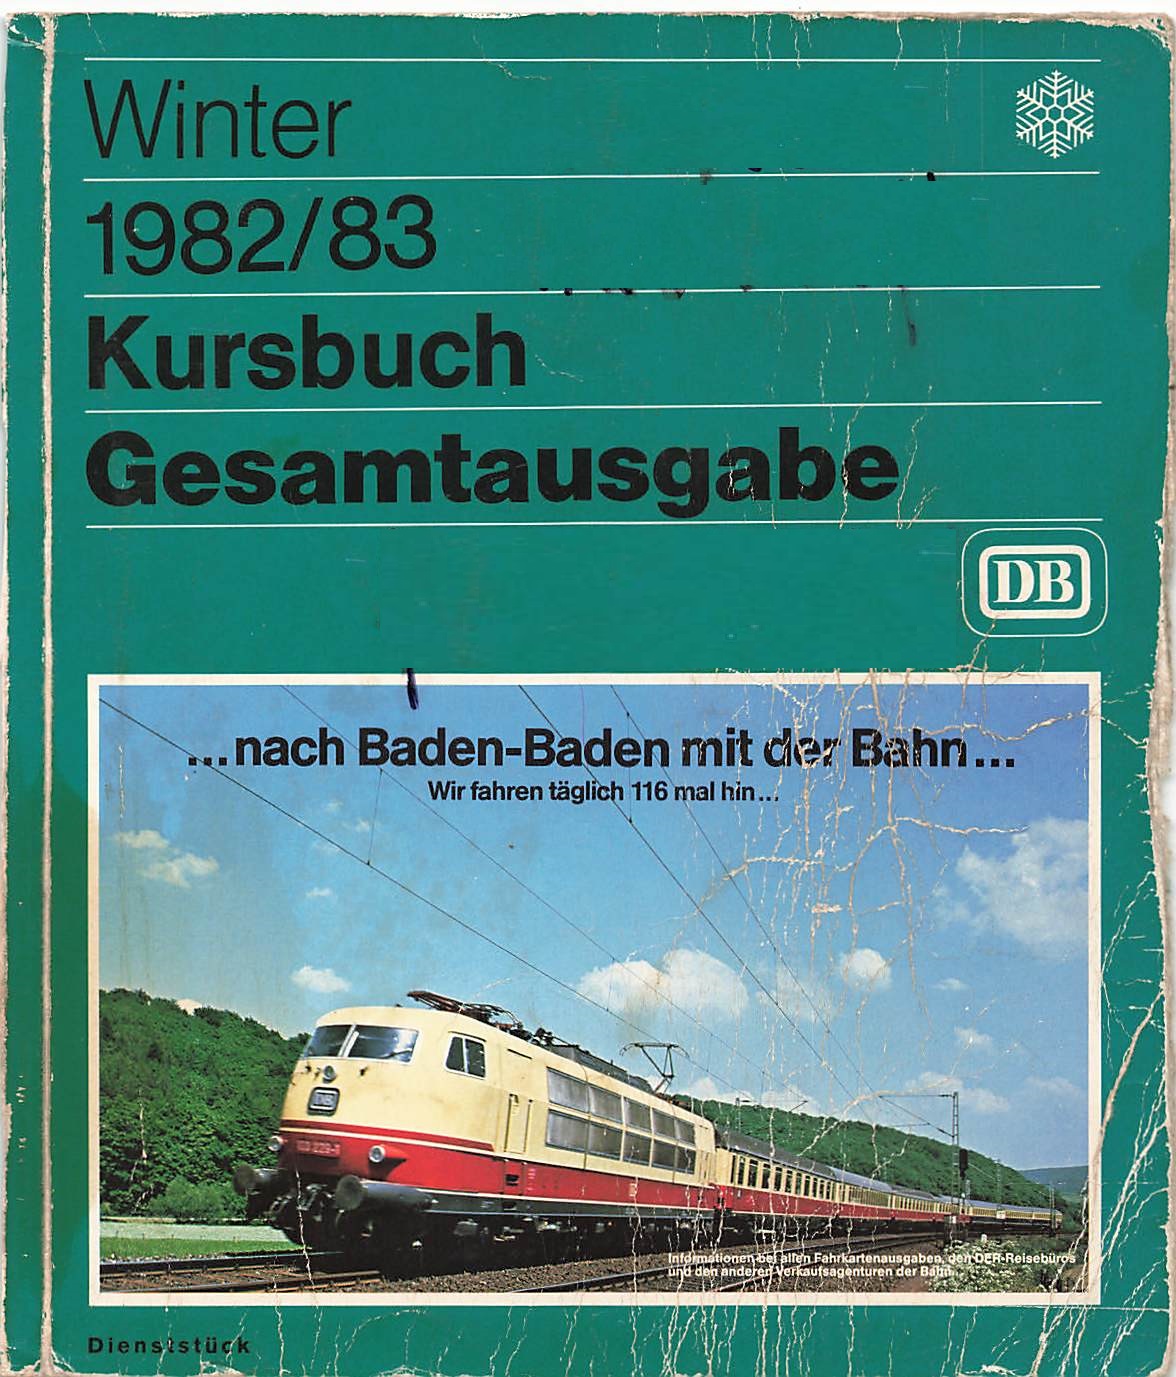 Winter
1982/83
Kursbuch
Gesamtausgabe
DB
...nach Baden-Baden mit der Bahn...
Wir fahren täglich 116 mal hin...
DB
Informationen bei allen Fahrkartenausgaben, den DER-Reisebüros
und den anderen Verkaufsagenturen der Bahn.
Dienststück